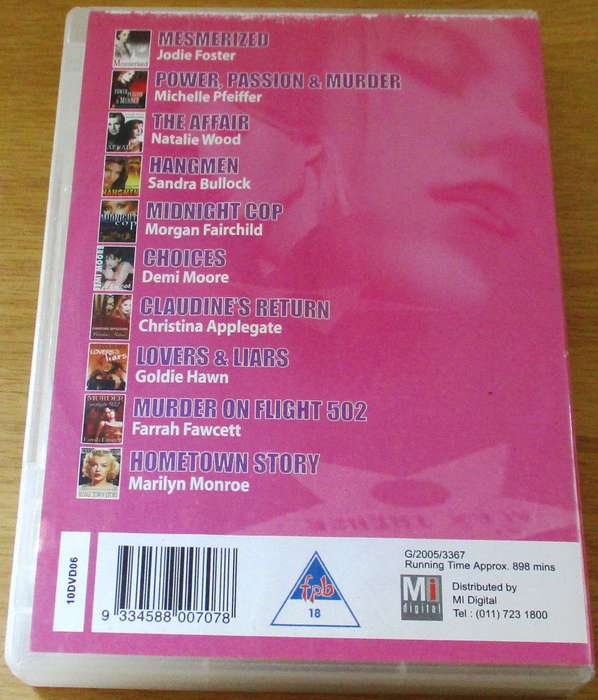 MESMERIZED
Jodie Foster
POWER, PASSION & MURDER
Michelle Pfeiffer
THE AFFAIR
Natalie Wood
HANGMEN
Sandra Bullock
MIDNIGHT COP
Morgan Fairchild
CHOICES
Demi Moore
CLAUDINE'S RETURN
Christina Applegate
LOVERS & LIARS
Goldie Hawn
MURDER ON FLIGHT 502
Farrah Fawcett
HOMETOWN STORY
Marilyn Monroe
10DVD06
9 334588 007078
fpb
18
G/2005/3367
Running Time Approx. 898 mins
Mi
digital
Distributed by
MI Digital
Tel : (011) 723 1800